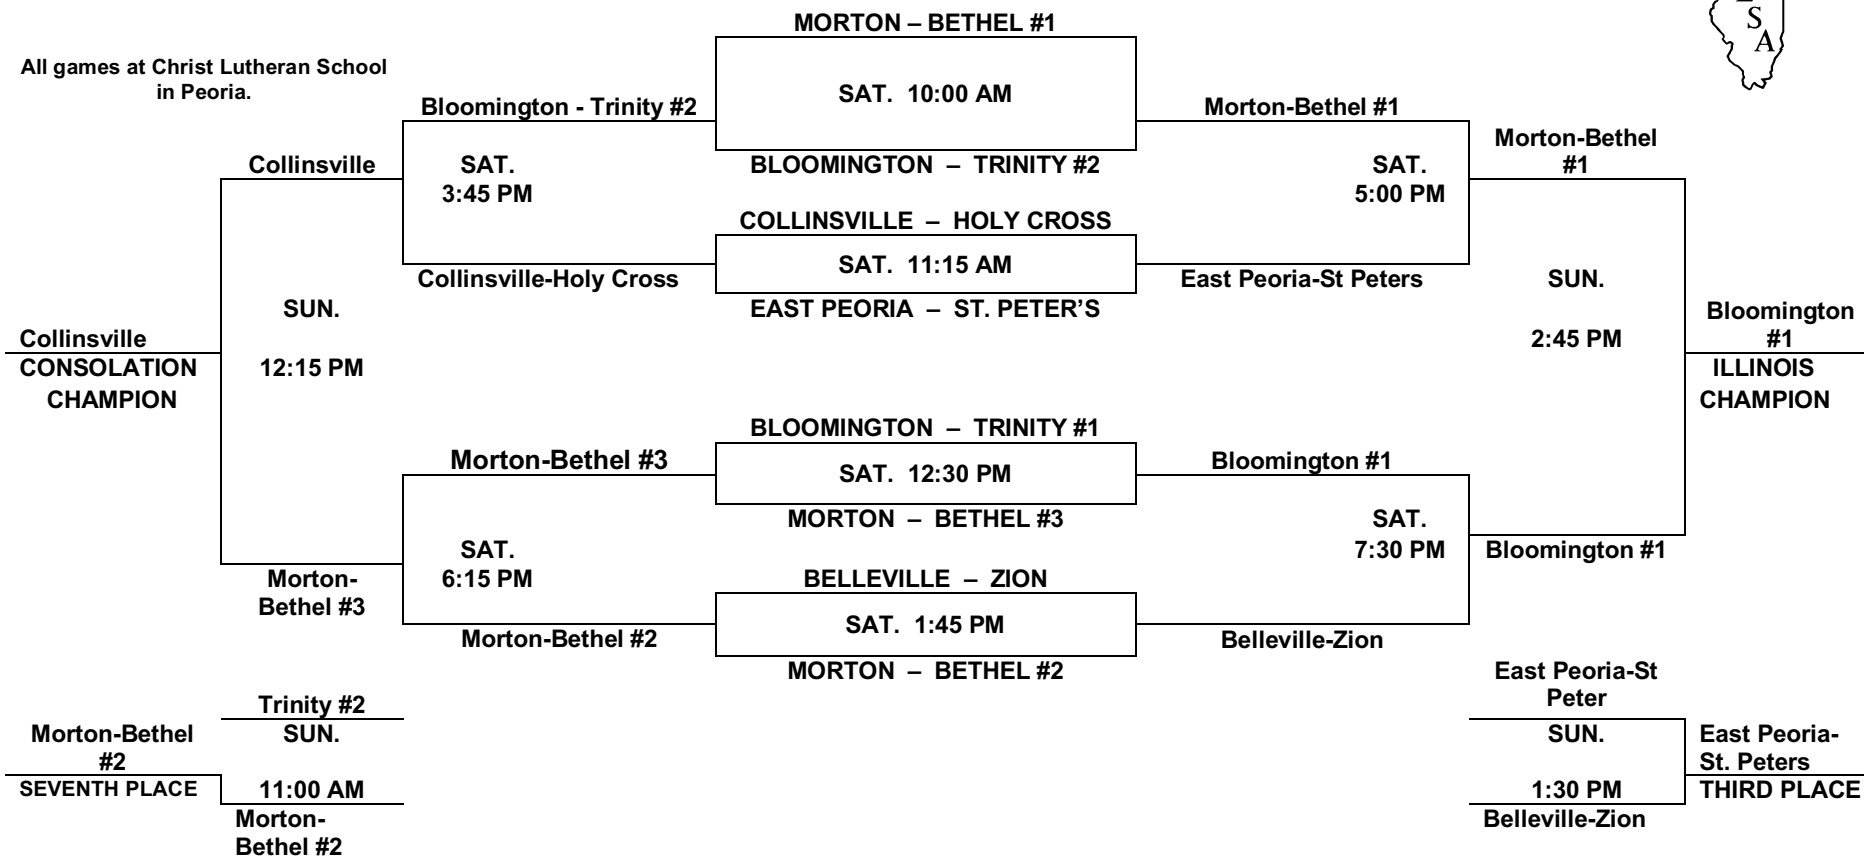 MORTON – BETHEL #1
S
A
All games at Christ Lutheran School
in Peoria.
SAT. 10:00 AM
Bloomington - Trinity #2
Morton-Bethel #1
Morton-Bethel
#1
Collinsville
SAT.
3:45 PM
BLOOMINGTON – TRINITY #2
SAT.
5:00 PM
COLLINSVILLE – HOLY CROSS
SAT. 11:15 AM
Collinsville-Holy Cross
East Peoria-St Peters
EAST PEORIA – ST. PETER’S
SUN.
12:15 PM
SUN.
2:45 PM
Collinsville
CONSOLATION
CHAMPION
Bloomington
#1
ILLINOIS
CHAMPION
BLOOMINGTON – TRINITY #1
Morton-Bethel #3
SAT. 12:30 PM
Bloomington #1
MORTON – BETHEL #3
SAT.
6:15 PM
SAT.
7:30 PM
Bloomington #1
Morton-
Bethel #3
BELLEVILLE – ZION
SAT. 1:45 PM
Morton-Bethel #2
Belleville-Zion
MORTON – BETHEL #2
East Peoria-St
Peter
Trinity #2
SUN.
11:00 AM
Morton-Bethel
#2
SEVENTH PLACE
Morton-
Bethel #2
SUN.
1:30 PM
Belleville-Zion
East Peoria-
St. Peters
THIRD PLACE